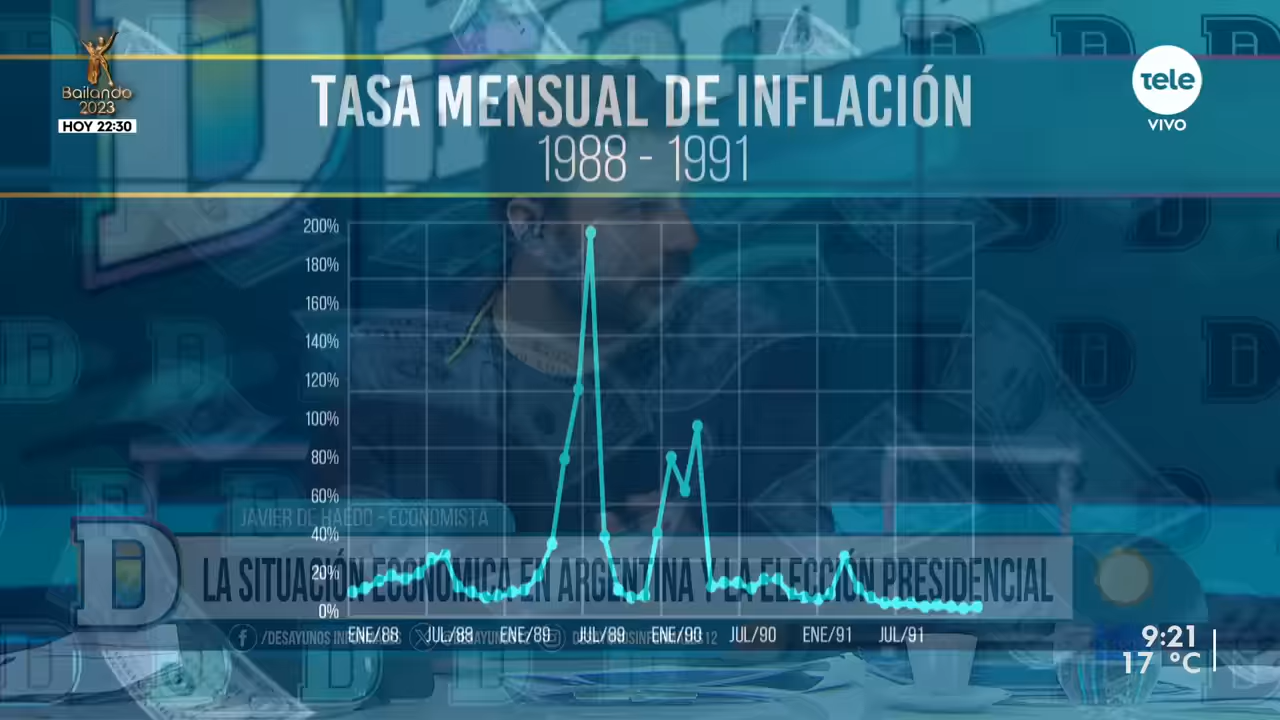 Bailando
2023
HOY 22:30
TASA MENSUAL DE INFLACIÓN
1988 - 1991
tele
VIVO
200%
180%
160%
140%
120%
100%
80%
60%
40%
20%
0%
ENE/88 JUL/88 ENE/89 JUL/89 ENE/90 JUL/90 ENE/91 JUL/91
JAVIER DE HAEDO - ECONOMISTA
D
LA SITUACIÓN ECONÓMICA EN ARGENTINA Y LA ELECCIÓN PRESIDENCIAL
/DESAYUNOS
9:21
17 °C